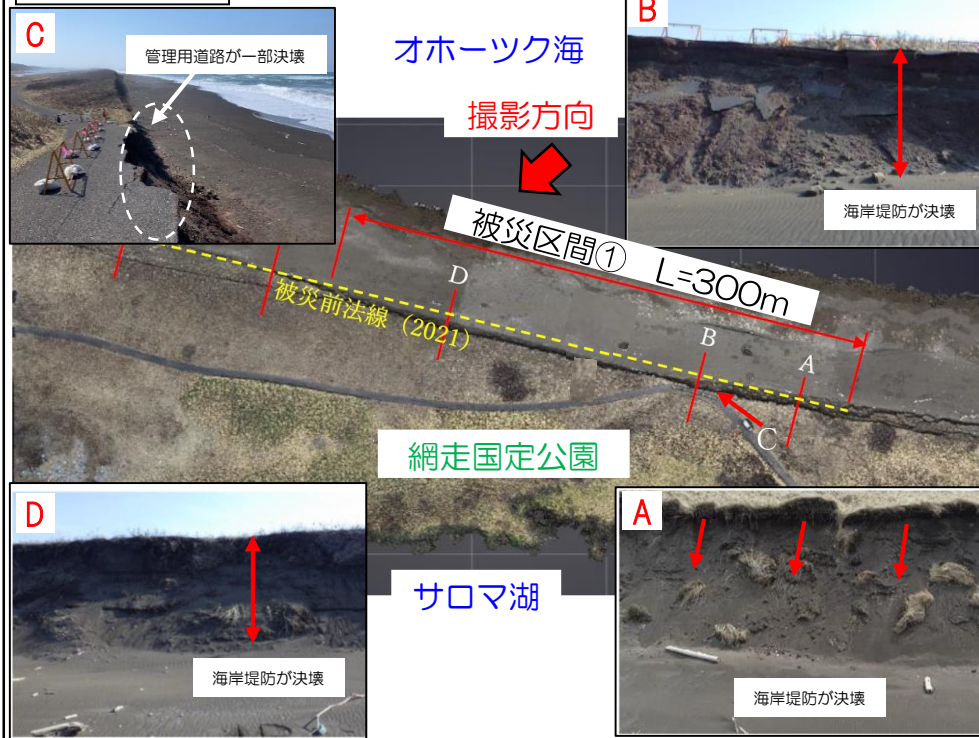 C
管理用道路が一部決壊
オホーツク海
撮影方向
B
海岸堤防が決壊
被災区間① L=300m
被災前法線（2021）
D
B
A
C
網走国定公園
サロマ湖
D
海岸堤防が決壊
A
海岸堤防が決壊